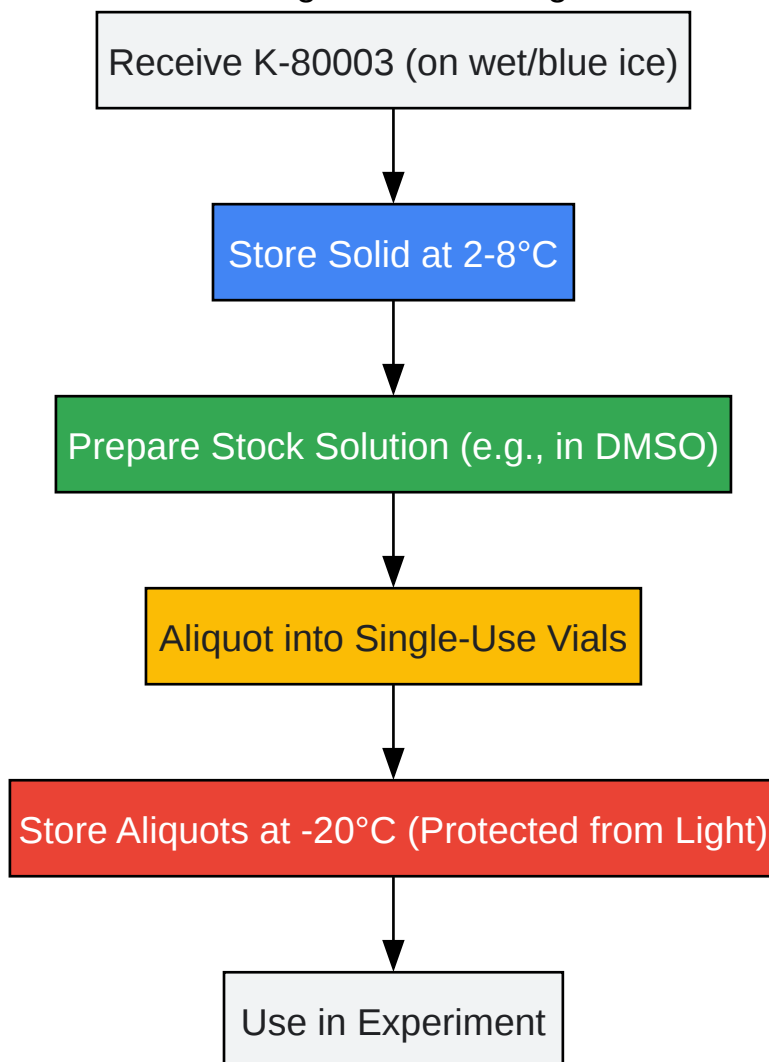 Receive K-80003 (on wet/blue ice)
Store Solid at 2-8°C
Prepare Stock Solution (e.g., in DMSO)
Aliquot into Single-Use Vials
Store Aliquots at -20°C (Protected from Light)
Use in Experiment